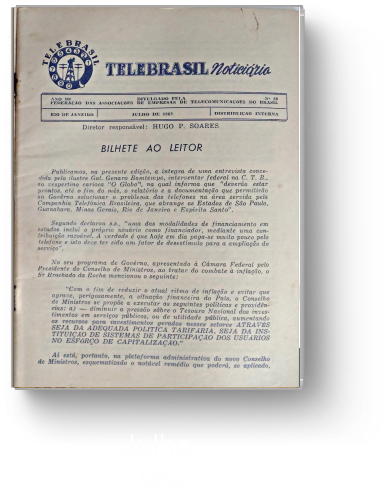 TELEBRASIL
TELEBRASIL Noticiário
DIVULGADO PELA
FEDERAÇÃO DAS ASSOCIAÇÕES DE EMPRESAS DE TELECOMUNICAÇÕES DO BRASIL
RIO DE JANEIRO JULHO DE DISTRIBUIÇÃO INTERNA
Diretor responsável: HUGO P. SOARES
BILHETE AO LEITOR
Publicamos, na presente edição, a íntegra de uma entrevista conce-
dida pelo ilustre Gal. Genaro Bomtempo, interventor federal na C. T. B.,
ao vespertino carioca "O Globo", na qual informa que "deverão estar
prontos, até o fim do mês, o relatório e a documentação que permitirão
ao Govêrno solucionar o problema dos telefones na área servida pela
Companhia Telefônica Brasileira, que abrange os Estados de São Paulo,
Guanabara, Minas Gerais, Rio de Janeiro e Espírito Santo".
Segundo declarou s.s., "uma das modalidades de financiamento em
estudos inclui o próprio usuário como financiador, mediante uma con-
tribuição razoável. A verdade é que hoje em dia paga-se muito pouco pelo
telefone e isto deve ter sido um fator de desestímulo para a ampliação do
serviço".
No seu programa de Govêrno, apresentado à Câmara Federal pelo
Presidente do Conselho de Ministros, ao tratar do combate à inflação, o
Sr Brochado da Rocha mencionou o seguinte:
"Com o fim de reduzir o atual ritmo de inflação e evitar que
agrave, perigosamente, a situação financeira do País, o Conselho
de Ministros se propõe a executar as seguintes políticas e providên-
cias: a) — diminuir a pressão sobre o Tesouro Nacional dos inves-
timentos em serviços públicos, ou de utilidade pública, aumentando
os recursos para investimentos gerados nesses setores ATRAVÉS
SEJA DA ADEQUADA POLÍTICA TARIFÁRIA, SEJA DA INS-
TITUIÇÃO DE SISTEMAS DE PARTICIPAÇÃO DOS USUÁRIOS
NO ESFORÇO DE CAPITALIZAÇÃO."
Aí está, portanto, na plataforma administrativa do novo Conselho
de Ministros, esquematizado o notável remédio que poderá, se aplicado,